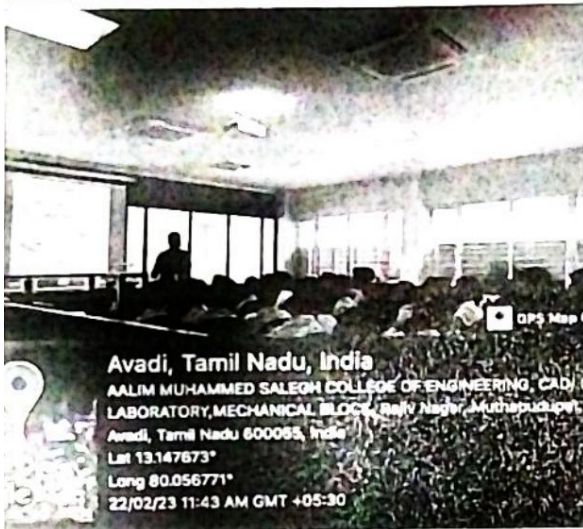 GPS Map
Avadi, Tamil Nadu, India
AALIM MUHAMMED SALEGH COLLEGE OF ENGINEERING, CAD/
LABORATORY, MECHANICAL BLOCK, Rajiv Nagar, Muthapudupet
Avadi, Tamil Nadu 600055, India
Lat 13.147673°
Long 80.056771°
22/02/23 11:43 AM GMT +05:30